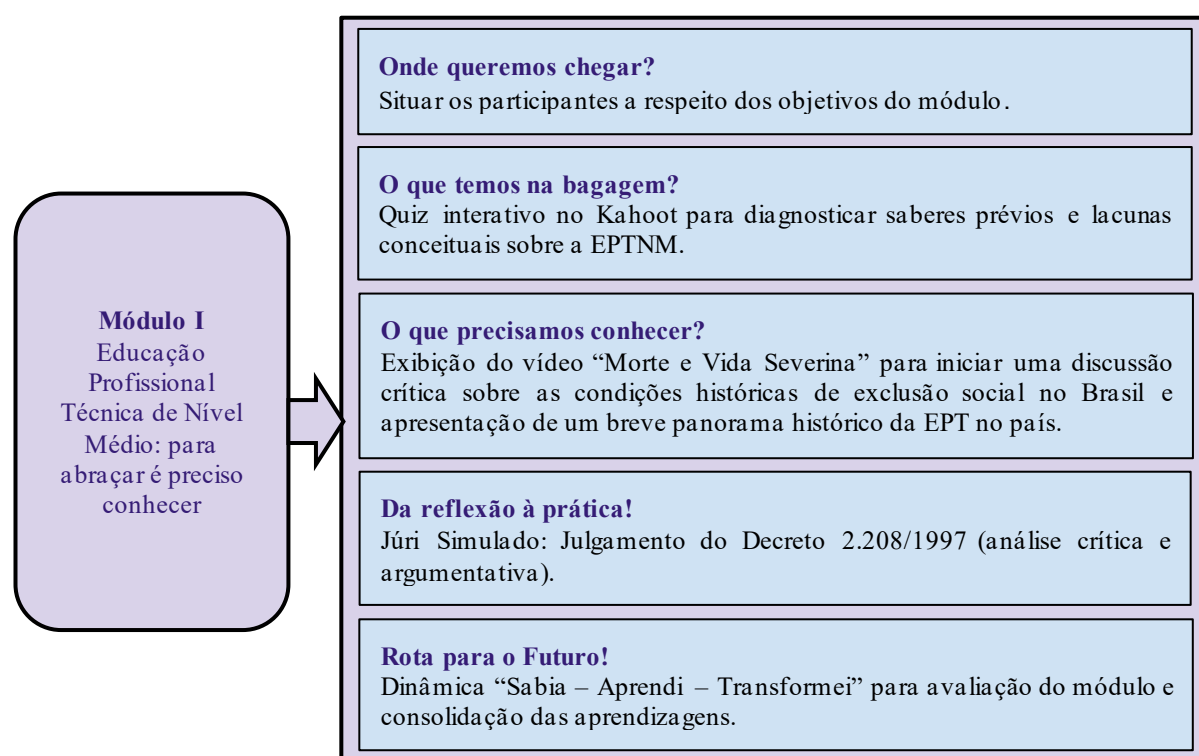 Módulo I
Educação
Profissional
Técnica de Nível
Médio: para
abraçar é preciso
conhecer
Onde queremos chegar?
Situar os participantes a respeito dos objetivos do módulo.
O que temos na bagagem?
Quiz interativo no Kahoot para diagnosticar saberes prévios e lacunas
conceituais sobre a EPTNM.
O que precisamos conhecer?
Exibição do vídeo “Morte e Vida Severina” para iniciar uma discussão
crítica sobre as condições históricas de exclusão social no Brasil e
apresentação de um breve panorama histórico da EPT no país.
Da reflexão à prática!
Júri Simulado: Julgamento do Decreto 2.208/1997 (análise crítica e
argumentativa).
Rota para o Futuro!
Dinâmica “Sabia – Aprendi – Transformei” para avaliação do módulo e
consolidação das aprendizagens.